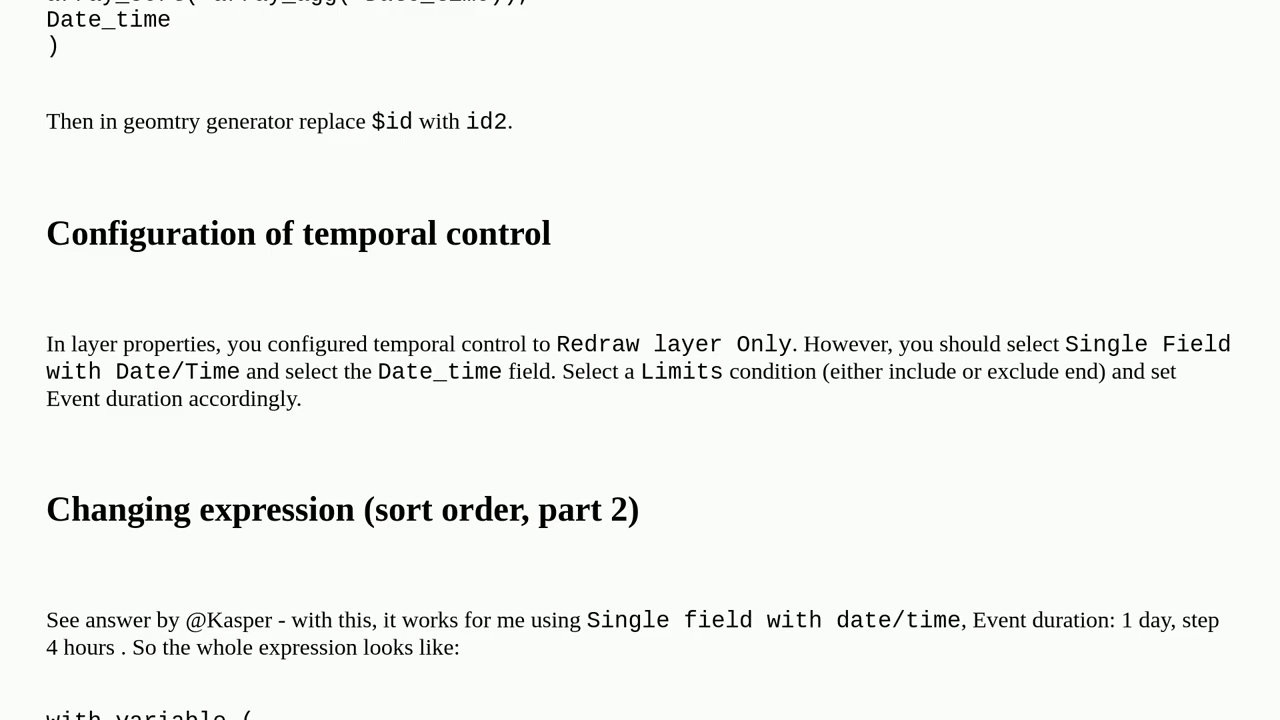 array_sort( array_agg( Date_time)),
Date_time
)
Then in geomtry generator replace $id with id2.
Configuration of temporal control
In layer properties, you configured temporal control to Redraw layer Only. However, you should select Single Field
with Date/Time and select the Date_time field. Select a Limits condition (either include or exclude end) and set
Event duration accordingly.
Changing expression (sort order, part 2)
See answer by @Kasper - with this, it works for me using Single field with date/time, Event duration: 1 day, step
4 hours . So the whole expression looks like:
with_variable (